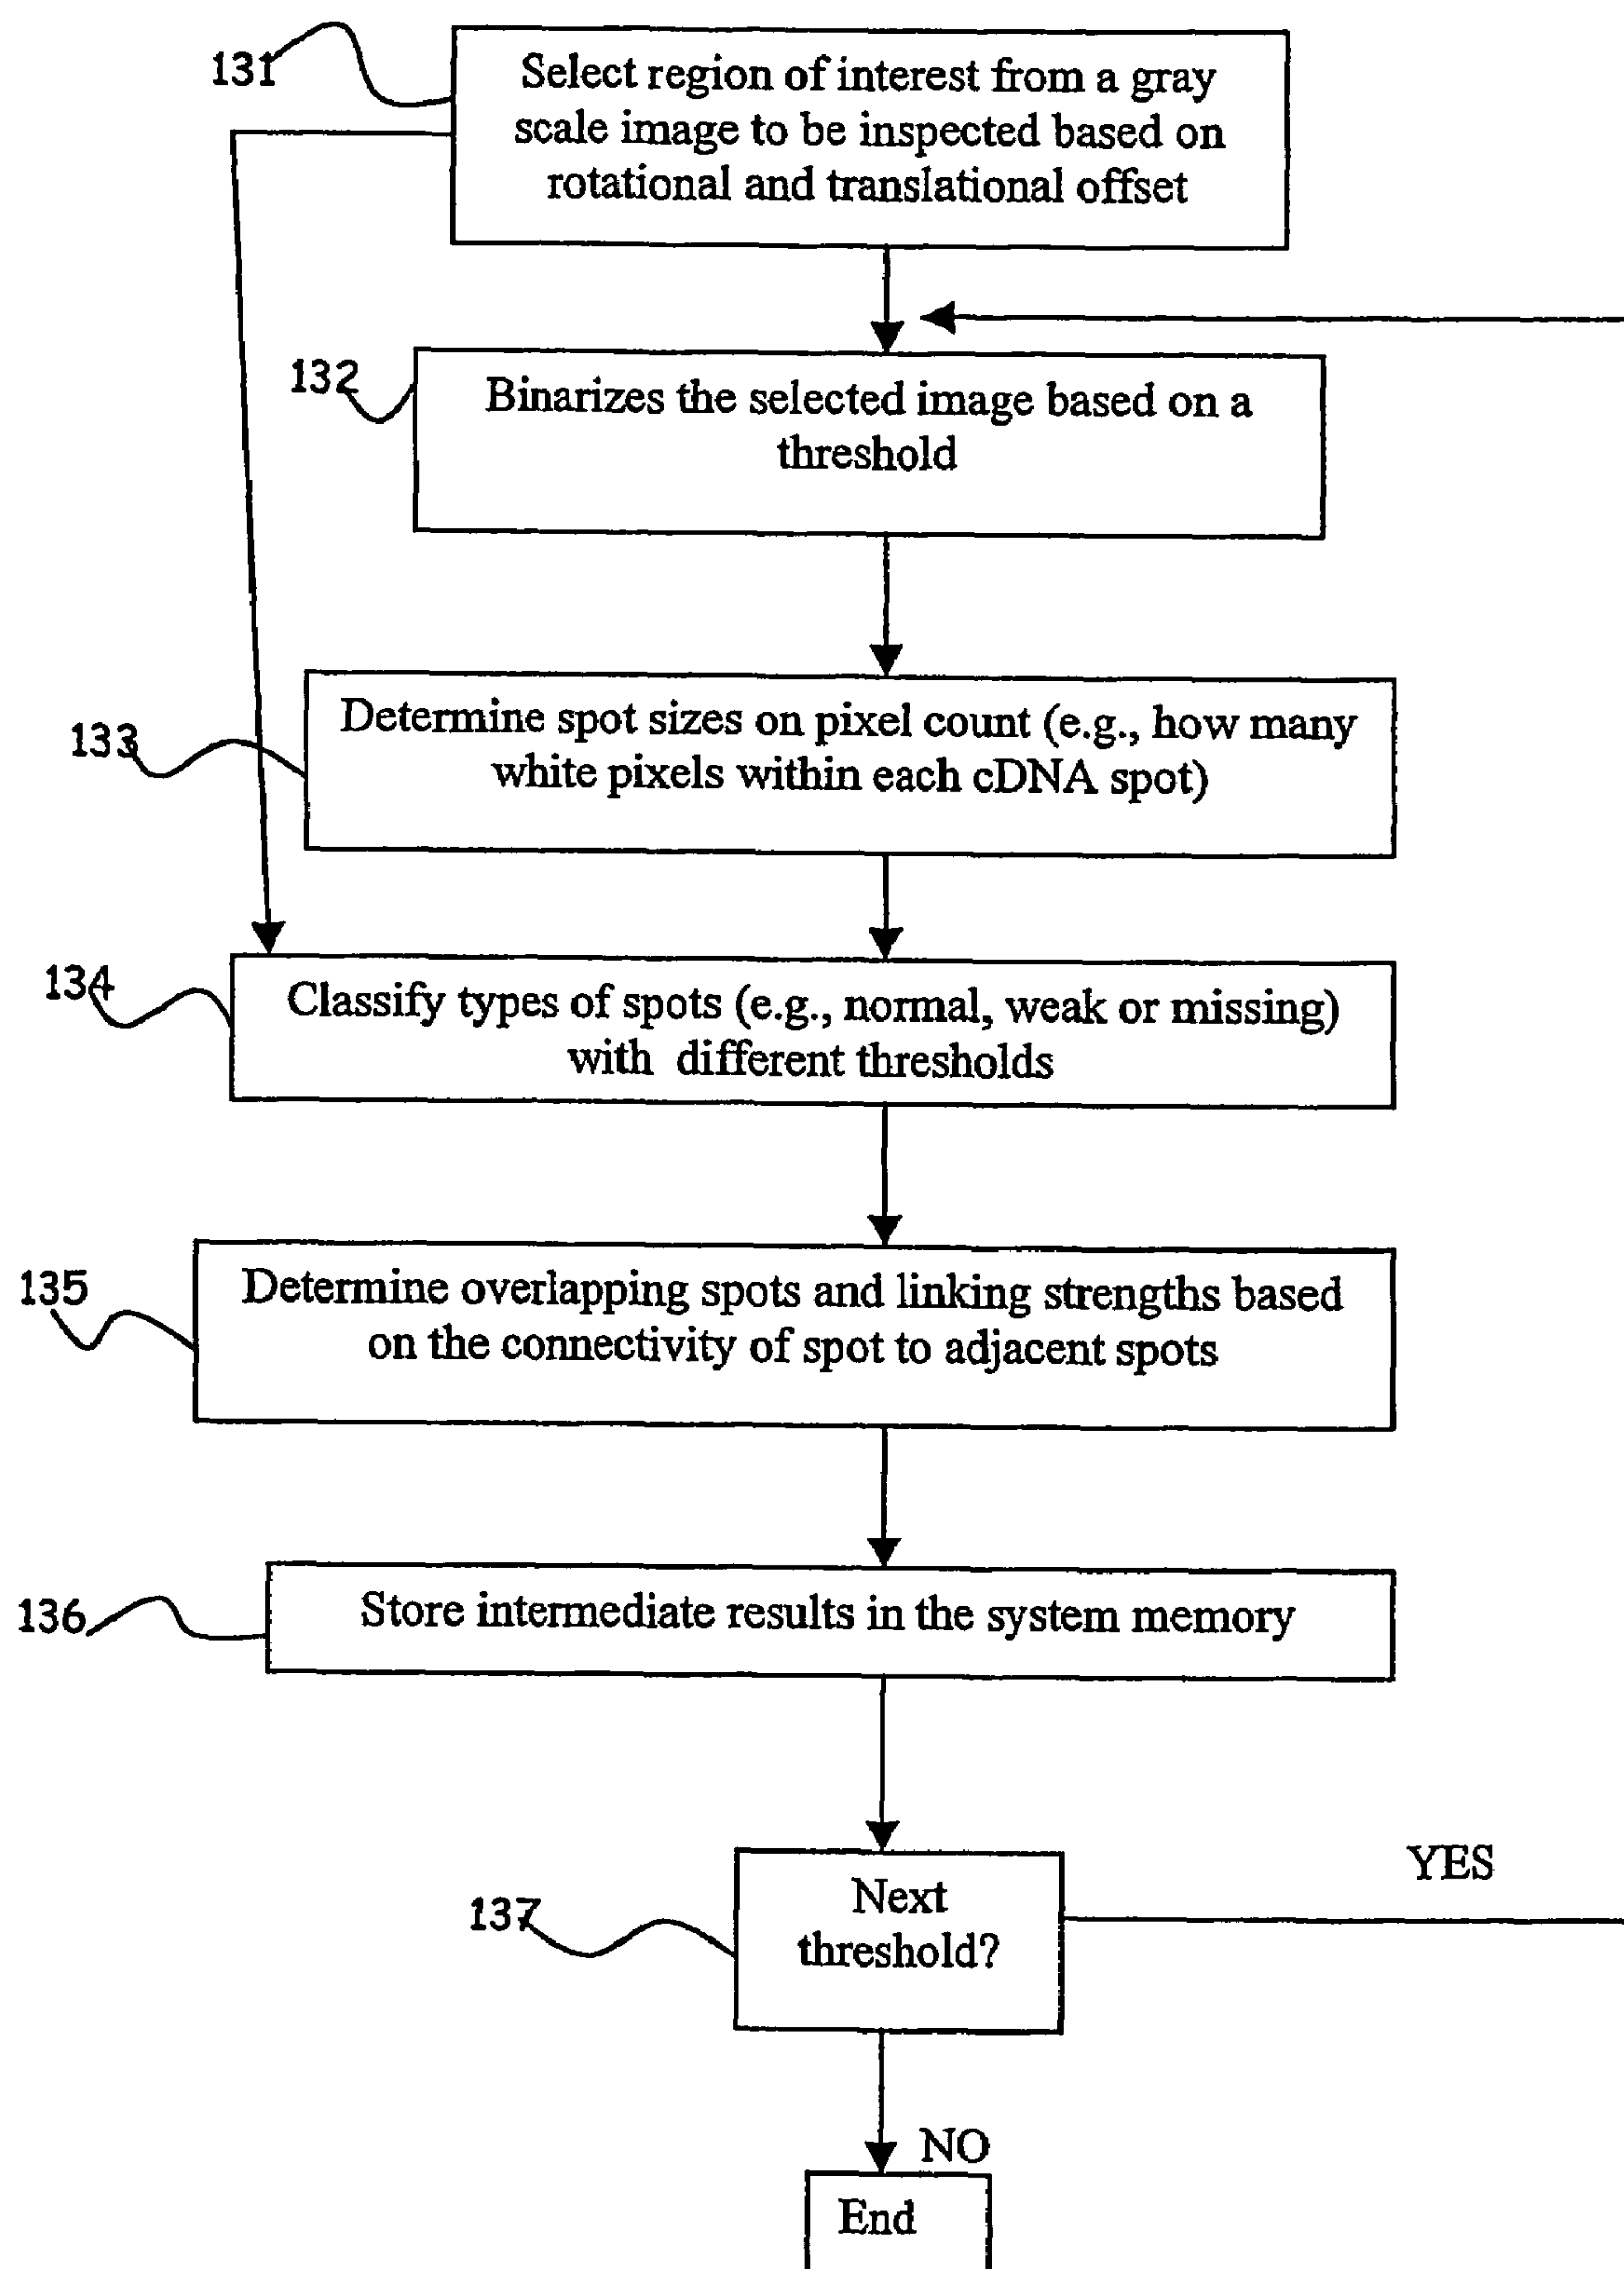 131
Select region of interest from a gray
scale image to be inspected based on
rotational and translational offset
132
Binarizes the selected image based on a
threshold
133
Determine spot sizes on pixel count (e.g., how many
white pixels within each cDNA spot)
134
Classify types of spots (e.g., normal, weak or missing)
with different thresholds
135
Determine overlapping spots and linking strengths based
on the connectivity of spot to adjacent spots
136
Store intermediate results in the system memory
137
Next
threshold?
YES
NO
End